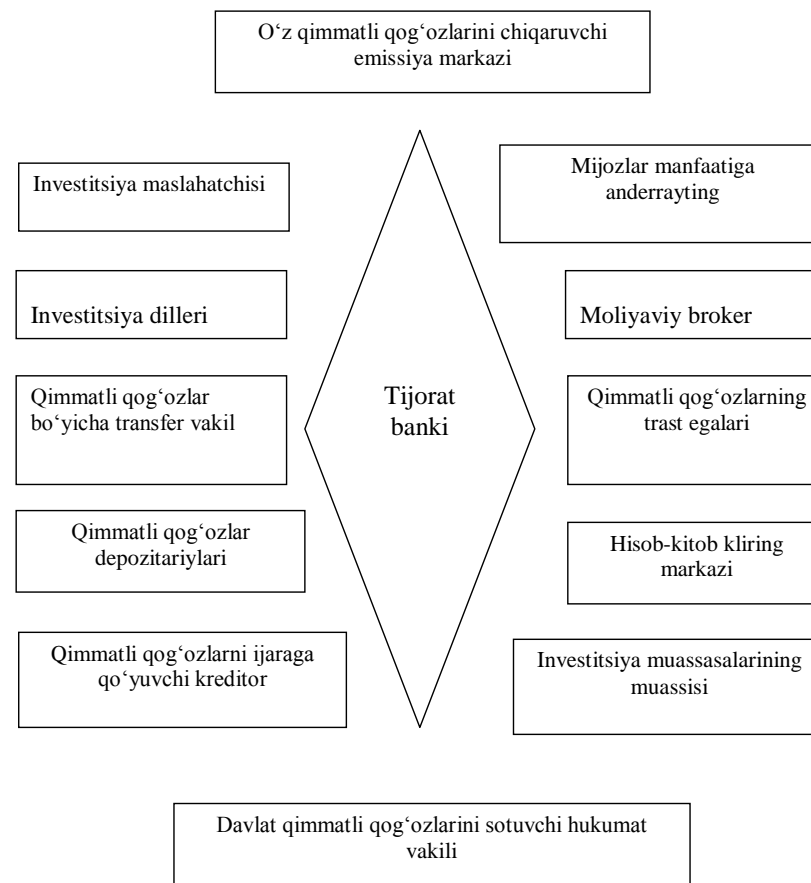 O‘z qimmatli qog‘ozlarini chiqaruvchi
emissiya markazi
Investitsiya maslahatchisi
Mijozlar manfaatiga
anderrayting
Investitsiya dilleri
Moliyaviy broker
Qimmatli qog‘ozlar
bo‘yicha transfer vakil
Tijorat
banki
Qimmatli qog‘ozlarning
trast egalari
Qimmatli qog‘ozlar
depozitariylari
Hisob-kitob kliring
markazi
Qimmatli qog‘ozlarni ijaraga
qo‘yuvchi kreditor
Investitsiya muassasalarining
muassisi
Davlat qimmatli qog‘ozlarini sotuvchi hukumat
vakili